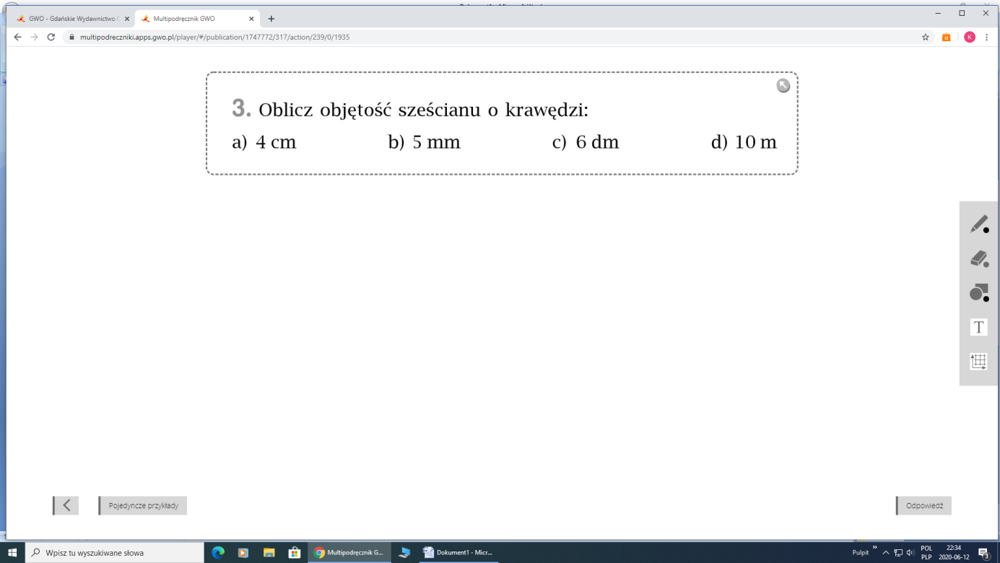 GWO - Gdańskie Wydawnictwo O
Multipodręcznik GWO
multipodreczniki.apps.gwo.pl/player/#/publication/1747772/317/action/239/0/1935
K
3. Oblicz objętość sześcianu o krawędzi:
a) 4 cm b) 5 mm c) 6 dm d) 10 m
T
Pojedyncze przykłady
Odpowiedź
Wpisz tu wyszukiwane słowa
Multipodręcznik G...
Dokument1 - Micr...
Pulpit
POL
PLP
22:34
2020-06-12
3